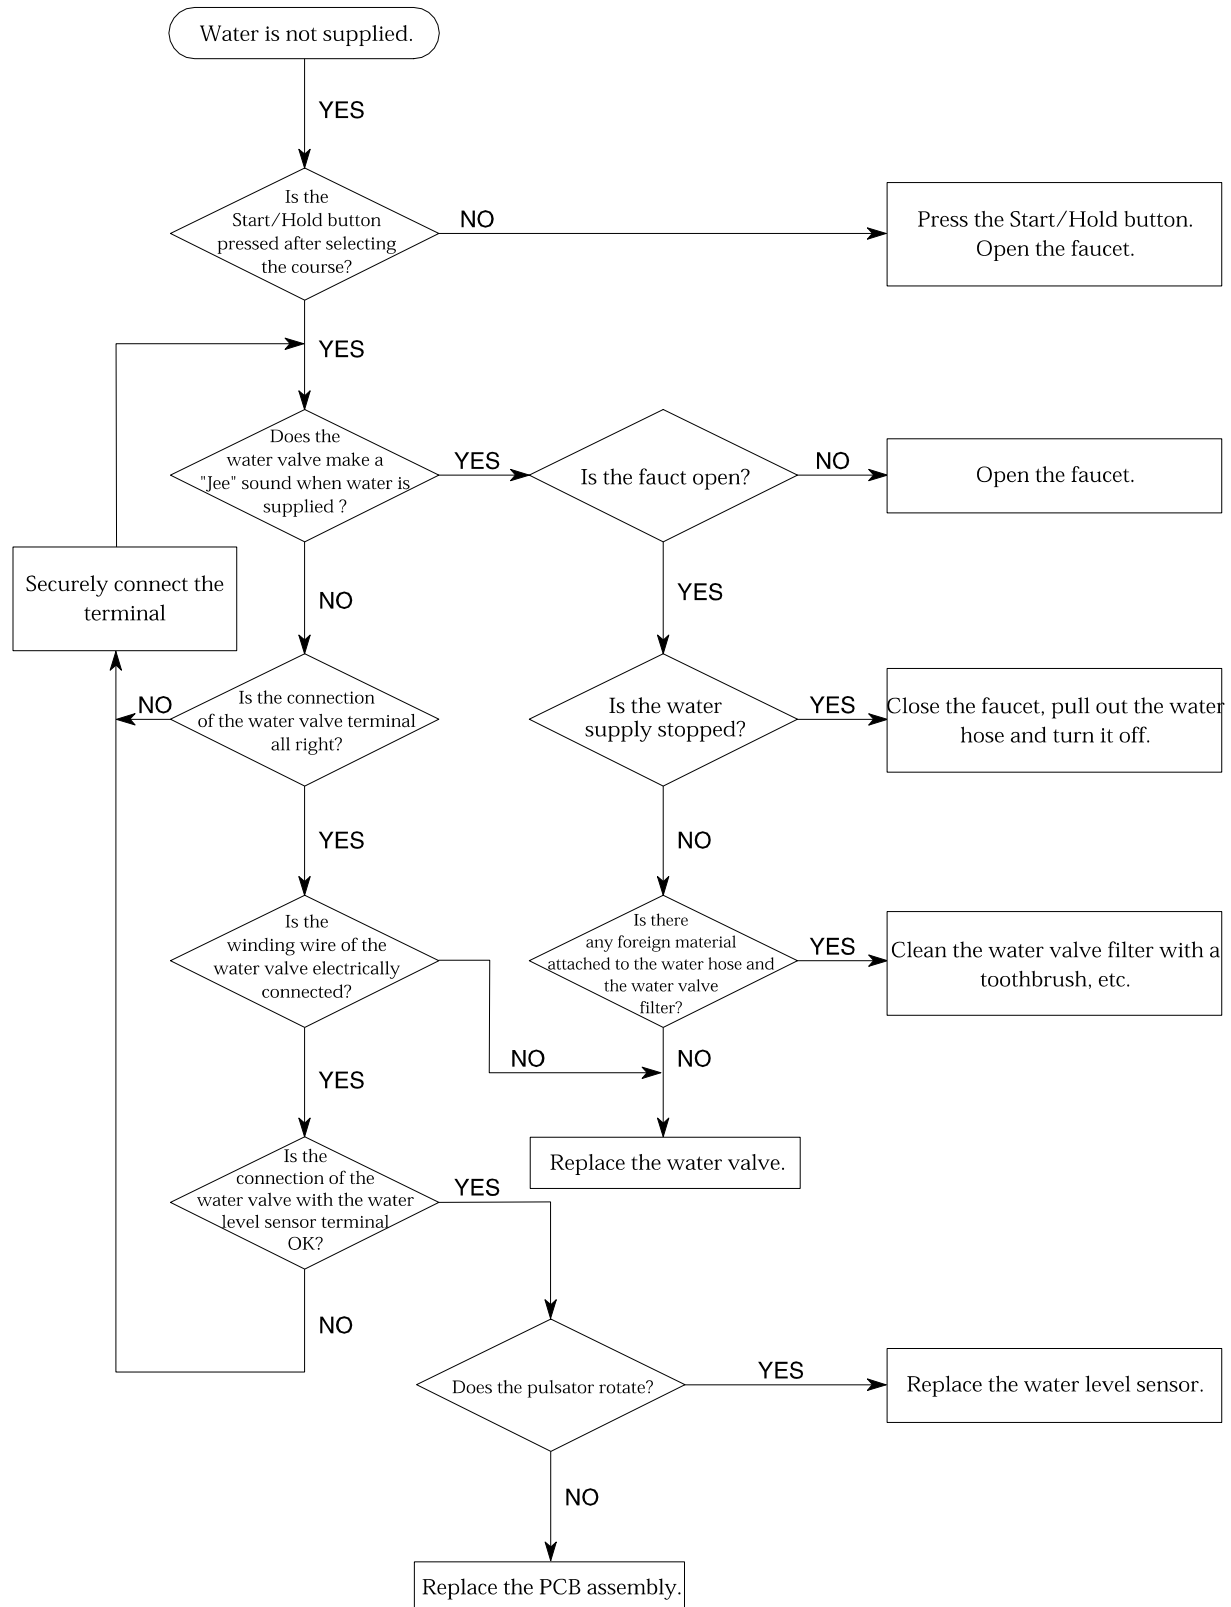 Water is not supplied.
YES
Is the
Start/Hold button
pressed after selecting
the course?
NO
Press the Start/Hold button.
Open the faucet.
YES
Does the
water valve make a
"Jee" sound when water is
supplied ?
YES
Is the fauct open?
NO
Open the faucet.
Securely connect the
terminal
NO
YES
Is the connection
of the water valve terminal
all right?
NO
Is the water
supply stopped?
YES
Close the faucet, pull out the water
hose and turn it off.
YES
NO
Is the
winding wire of the
water valve electrically
connected?
Is there
any foreign material
attached to the water hose and
the water valve
filter?
YES
Clean the water valve filter with a
toothbrush, etc.
NO
NO
YES
Replace the water valve.
Is the
connection of the
water valve with the water
level sensor terminal
OK?
YES
NO
Does the pulsator rotate?
YES
Replace the water level sensor.
NO
Replace the PCB assembly.